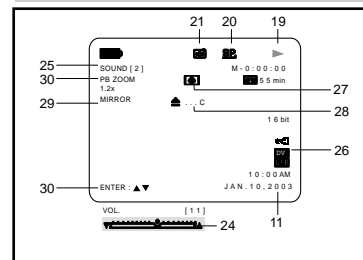 21 20 19
25 SOUND [ 2 ] M - 0 : 0 0 : 0 0
30 PB ZOOM 5 5 min
1.2x 27
29 MIRROR . . . C 28
1 6 bit
DV 26
1 0 : 0 0 AM
30 ENTER : ▲▼ J A N . 1 0 , 2 0 0 3 11
VOL. [ 1 1 ]
24